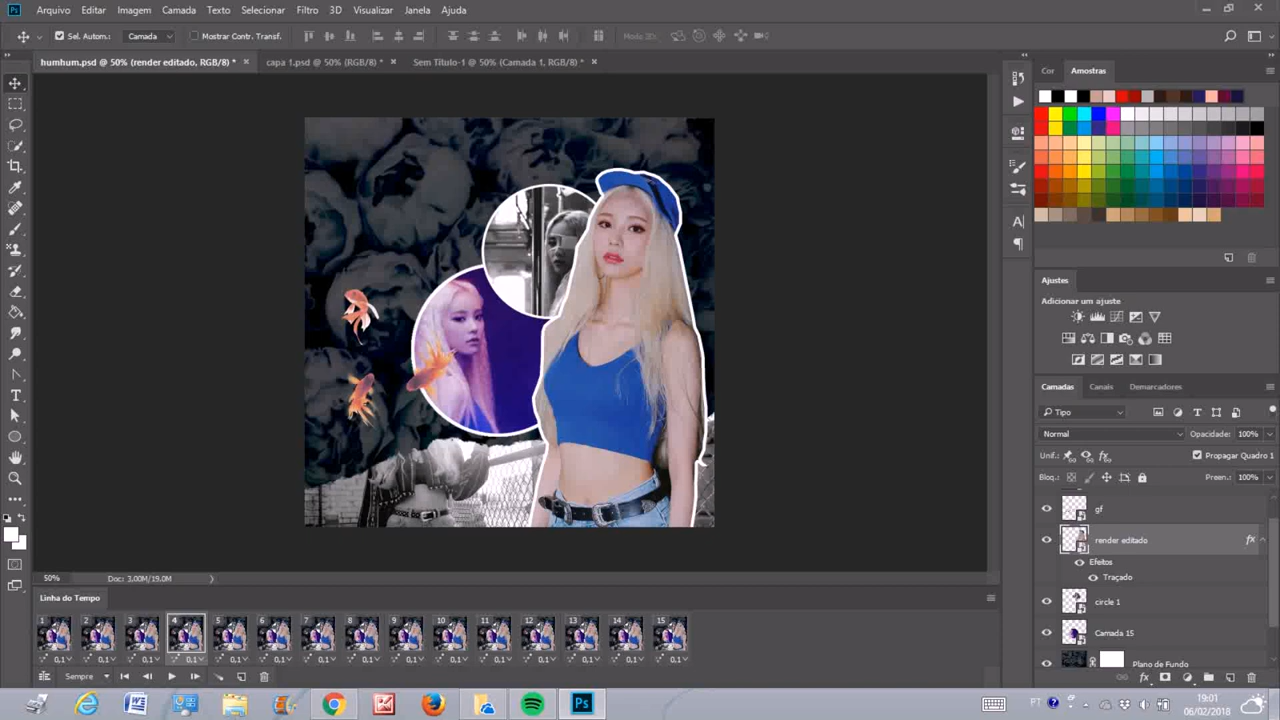 Ps Arquivo Editar Imagem Camada Texto Selecionar Filtro 3D Visualizar Janela Ajuda
Sel. Autom.: Camada Mostrar Contr. Transf. Modo 3D:
humhum.psd @ 50% (render editado, RGB/8) * × capa 1.psd @ 50% (RGB/8) * × Sem Título-1 @ 50% (Camada 1, RGB/8) * ×
Cor Amostras
Ajustes
Adicionar um ajuste
Camadas Canais Demarcadores
Tipo
Normal Opacidade: 100%
Unif.: Propagar Quadro 1
Bloq.: Preen.: 100%
gf
render editado fx
Efeitos
Traçado
circle 1
Camada 15
Plano de Fundo
50% Doc: 3,00M/19,0M
Linha do Tempo
1 2 3 4 5 6 7 8 9 10 11 12 13 14 15
0,1 0,1 0,1 0,1 0,1 0,1 0,1 0,1 0,1 0,1 0,1 0,1 0,1 0,1 0,1
Sempre
fx
Ps
PT
19:01
06/02/2018